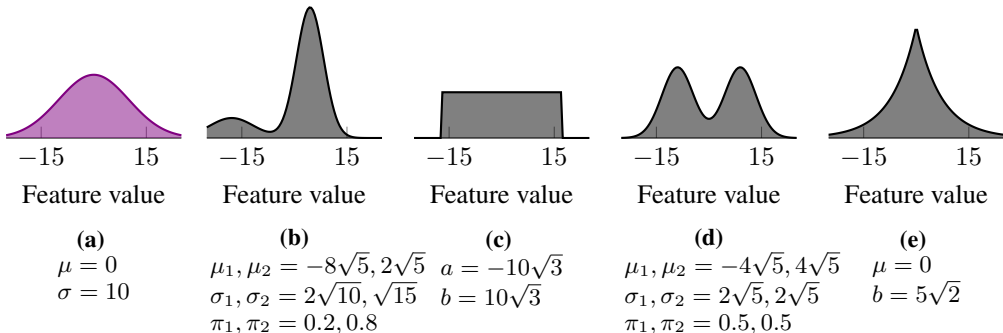 −15 15 −15 15 −15 15 −15 15 −15 15
Feature value Feature value Feature value Feature value Feature value
(a)
μ = 0
σ = 10
(b)
μ₁, μ₂ = −8√5, 2√5
σ₁, σ₂ = 2√10, √15
π₁, π₂ = 0.2, 0.8
(c)
a = −10√3
b = 10√3
(d)
μ₁, μ₂ = −4√5, 4√5
σ₁, σ₂ = 2√5, 2√5
π₁, π₂ = 0.5, 0.5
(e)
μ = 0
b = 5√2